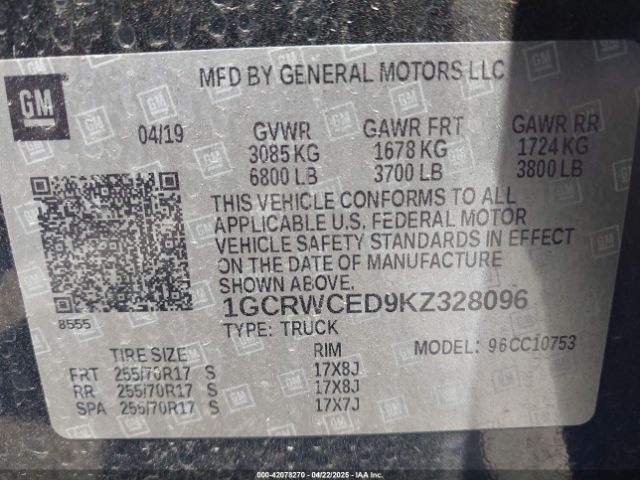 GM
MFD BY GENERAL MOTORS LLC
04/19
GVWR GAWR FRT GAWR RR
3085 KG 1678 KG 1724 KG
6800 LB 3700 LB 3800 LB
THIS VEHICLE CONFORMS TO ALL
APPLICABLE U.S. FEDERAL MOTOR
VEHICLE SAFETY STANDARDS IN EFFECT
ON THE DATE OF MANUFACTURE
SHOWN ABOVE.
1GCRWCED9KZ328096
8555
TYPE: TRUCK
MODEL: 96CC10753
TIRE SIZE RIM
FRT 255/70R17 S 17X8J
RR 255/70R17 S 17X8J
SPA 255/70R17 S 17X7J
000-42078270 - 04/22/2025 - IAAI.COM